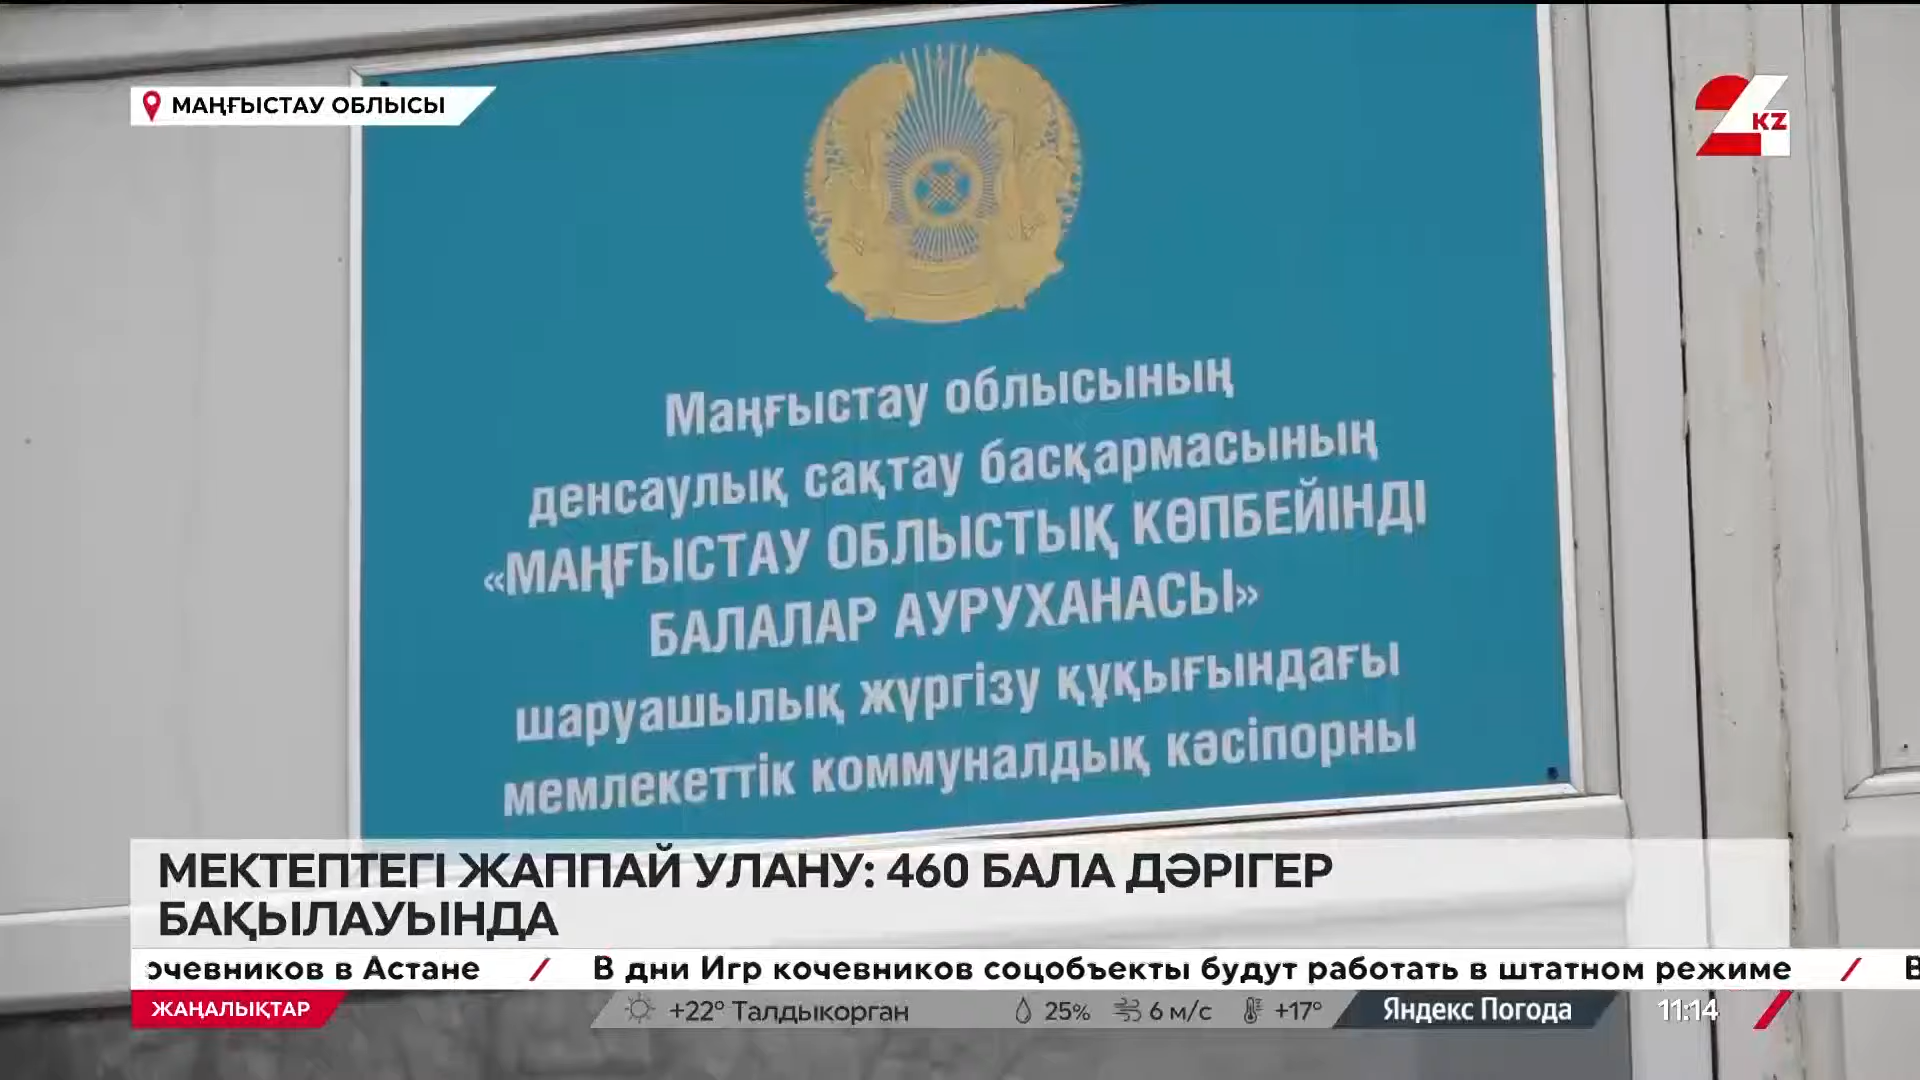 МАҢҒЫСТАУ ОБЛЫСЫ
24 KZ
Маңғыстау облысының
денсаулық сақтау басқармасының
«МАҢҒЫСТАУ ОБЛЫСТЫҚ КӨПБЕЙІНДІ
БАЛАЛАР АУРУХАНАСЫ»
шаруашылық жүргізу құқығындағы
мемлекеттік коммуналдық кәсіпорны
МЕКТЕПТЕГІ ЖАППАЙ УЛАНУ: 460 БАЛА ДӘРІГЕР
БАҚЫЛАУЫНДА
очевников в Астане / В дни Игр кочевников соцобъекты будут работать в штатном режиме / В
ЖАҢАЛЫҚТАР +22° Талдыкорган 25% 6 м/с +17° Яндекс Погода 11:14